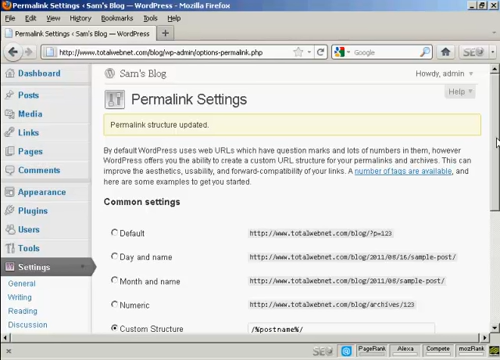 Permalink Settings ‹ Sam's Blog — WordPress - Mozilla Firefox
File Edit View History Bookmarks Tools Help
Permalink Settings ‹ Sam's Blog — WordPress
http://www.totalwebnet.com/blog/wp-admin/options-permalink.php
Google
SEO
Sam's Blog
Howdy, admin
Help
Dashboard
Posts
Media
Links
Pages
Comments
Appearance
Plugins
Users
Tools
Settings
General
Writing
Reading
Discussion
Permalink Settings
Permalink structure updated.
By default WordPress uses web URLs which have question marks and lots of numbers in them, however
WordPress offers you the ability to create a custom URL structure for your permalinks and archives. This can
improve the aesthetics, usability, and forward-compatibility of your links. A number of tags are available, and
here are some examples to get you started.
Common settings
Default http://www.totalwebnet.com/blog/?p=123
Day and name http://www.totalwebnet.com/blog/2011/08/16/sample-post/
Month and name http://www.totalwebnet.com/blog/2011/08/sample-post/
Numeric http://www.totalwebnet.com/blog/archives/123
Custom Structure /%postname%/
Done
SEO PageRank Alexa Compete mozRank